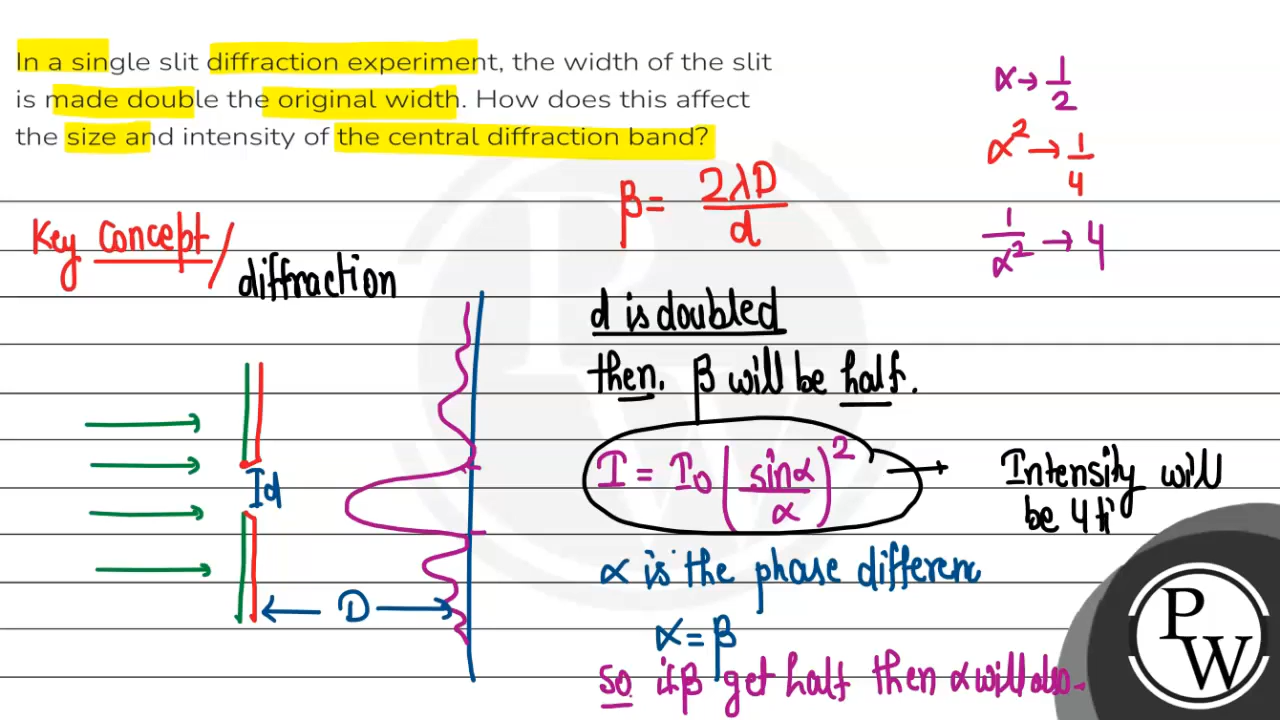 In a single slit diffraction experiment, the width of the slit
is made double the original width. How does this affect
the size and intensity of the central diffraction band?
α → 1/2
α² → 1/4
1/α² → 4
β = 2λD/d
Key Concept/
diffraction
d is doubled
then. β will be half.
I = I₀ (sinα/α)²
Intensity will
be 4ti
Id
α is the phase differenc
D
α = β
so. if β get half then α will also
P
W